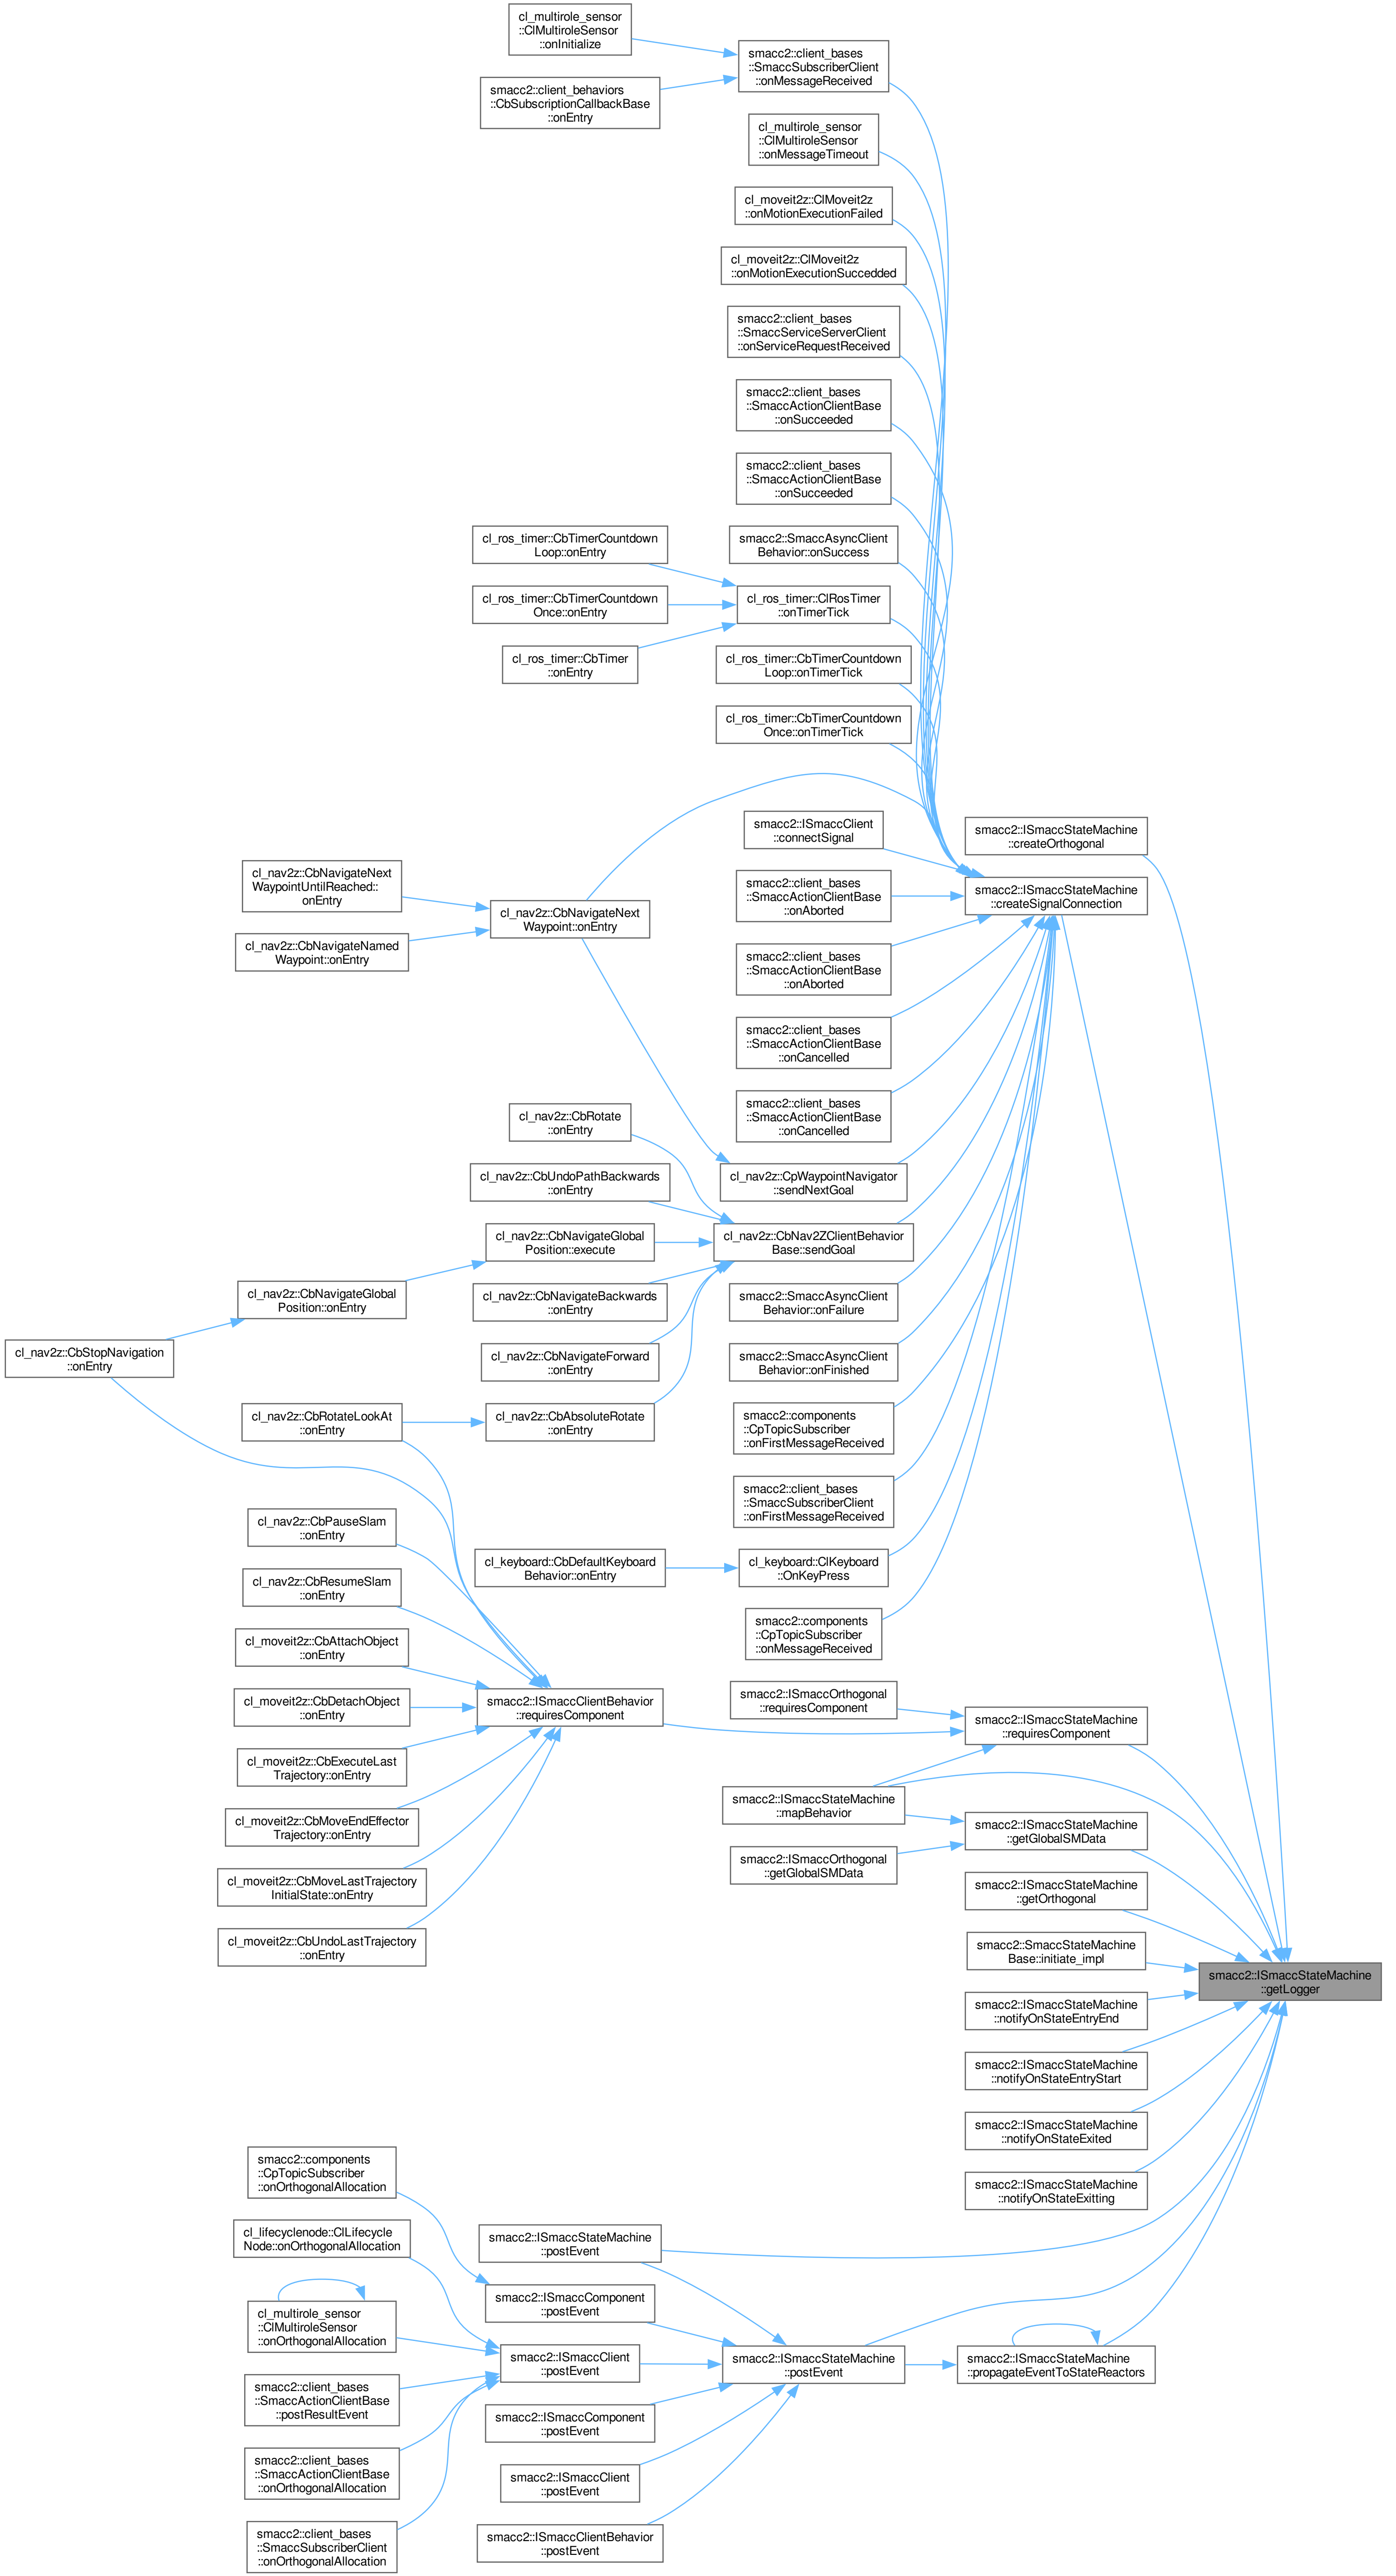 cl_multirole_sensor
::ClMultiroleSensor
::onInitialize
smacc2::client_bases
::SmaccSubscriberClient
::onMessageReceived
smacc2::client_behaviors
::CbSubscriptionCallbackBase
::onEntry
cl_multirole_sensor
::ClMultiroleSensor
::onMessageTimeout
cl_moveit2z::ClMoveit2z
::onMotionExecutionFailed
cl_moveit2z::ClMoveit2z
::onMotionExecutionSuccedded
smacc2::client_bases
::SmaccServiceServerClient
::onServiceRequestReceived
smacc2::client_bases
::SmaccActionClientBase
::onSucceeded
smacc2::client_bases
::SmaccActionClientBase
::onSucceeded
cl_ros_timer::CbTimerCountdown
Loop::onEntry
smacc2::SmaccAsyncClient
Behavior::onSuccess
cl_ros_timer::CbTimerCountdown
Once::onEntry
cl_ros_timer::ClRosTimer
::onTimerTick
cl_ros_timer::CbTimer
::onEntry
cl_ros_timer::CbTimerCountdown
Loop::onTimerTick
cl_ros_timer::CbTimerCountdown
Once::onTimerTick
smacc2::ISmaccClient
::connectSignal
smacc2::ISmaccStateMachine
::createOrthogonal
cl_nav2z::CbNavigateNext
WaypointUntilReached::
onEntry
smacc2::client_bases
::SmaccActionClientBase
::onAborted
smacc2::ISmaccStateMachine
::createSignalConnection
cl_nav2z::CbNavigateNext
Waypoint::onEntry
cl_nav2z::CbNavigateNamed
Waypoint::onEntry
smacc2::client_bases
::SmaccActionClientBase
::onAborted
smacc2::client_bases
::SmaccActionClientBase
::onCancelled
smacc2::client_bases
::SmaccActionClientBase
::onCancelled
cl_nav2z::CbRotate
::onEntry
cl_nav2z::CbUndoPathBackwards
::onEntry
cl_nav2z::CpWaypointNavigator
::sendNextGoal
cl_nav2z::CbNavigateGlobal
Position::execute
cl_nav2z::CbNav2ZClientBehavior
Base::sendGoal
cl_nav2z::CbNavigateGlobal
Position::onEntry
cl_nav2z::CbNavigateBackwards
::onEntry
smacc2::SmaccAsyncClient
Behavior::onFailure
cl_nav2z::CbStopNavigation
::onEntry
cl_nav2z::CbNavigateForward
::onEntry
smacc2::SmaccAsyncClient
Behavior::onFinished
cl_nav2z::CbRotateLookAt
::onEntry
cl_nav2z::CbAbsoluteRotate
::onEntry
smacc2::components
::CpTopicSubscriber
::onFirstMessageReceived
smacc2::client_bases
::SmaccSubscriberClient
::onFirstMessageReceived
cl_nav2z::CbPauseSlam
::onEntry
cl_keyboard::CbDefaultKeyboard
Behavior::onEntry
cl_keyboard::ClKeyboard
::OnKeyPress
cl_nav2z::CbResumeSlam
::onEntry
smacc2::components
::CpTopicSubscriber
::onMessageReceived
cl_moveit2z::CbAttachObject
::onEntry
cl_moveit2z::CbDetachObject
::onEntry
smacc2::ISmaccClientBehavior
::requiresComponent
smacc2::ISmaccOrthogonal
::requiresComponent
smacc2::ISmaccStateMachine
::requiresComponent
cl_moveit2z::CbExecuteLast
Trajectory::onEntry
cl_moveit2z::CbMoveEndEffector
Trajectory::onEntry
smacc2::ISmaccStateMachine
::mapBehavior
smacc2::ISmaccStateMachine
::getGlobalSMData
cl_moveit2z::CbMoveLastTrajectory
InitialState::onEntry
smacc2::ISmaccOrthogonal
::getGlobalSMData
smacc2::ISmaccStateMachine
::getOrthogonal
cl_moveit2z::CbUndoLastTrajectory
::onEntry
smacc2::SmaccStateMachine
Base::initiate_impl
smacc2::ISmaccStateMachine
::getLogger
smacc2::ISmaccStateMachine
::notifyOnStateEntryEnd
smacc2::ISmaccStateMachine
::notifyOnStateEntryStart
smacc2::ISmaccStateMachine
::notifyOnStateExited
smacc2::ISmaccStateMachine
::notifyOnStateExitting
smacc2::components
::CpTopicSubscriber
::onOrthogonalAllocation
cl_lifecyclenode::ClLifecycle
Node::onOrthogonalAllocation
smacc2::ISmaccStateMachine
::postEvent
cl_multirole_sensor
::ClMultiroleSensor
::onOrthogonalAllocation
smacc2::ISmaccComponent
::postEvent
smacc2::ISmaccClient
::postEvent
smacc2::ISmaccStateMachine
::postEvent
smacc2::ISmaccStateMachine
::propagateEventToStateReactors
smacc2::client_bases
::SmaccActionClientBase
::postResultEvent
smacc2::ISmaccComponent
::postEvent
smacc2::client_bases
::SmaccActionClientBase
::onOrthogonalAllocation
smacc2::ISmaccClient
::postEvent
smacc2::client_bases
::SmaccSubscriberClient
::onOrthogonalAllocation
smacc2::ISmaccClientBehavior
::postEvent